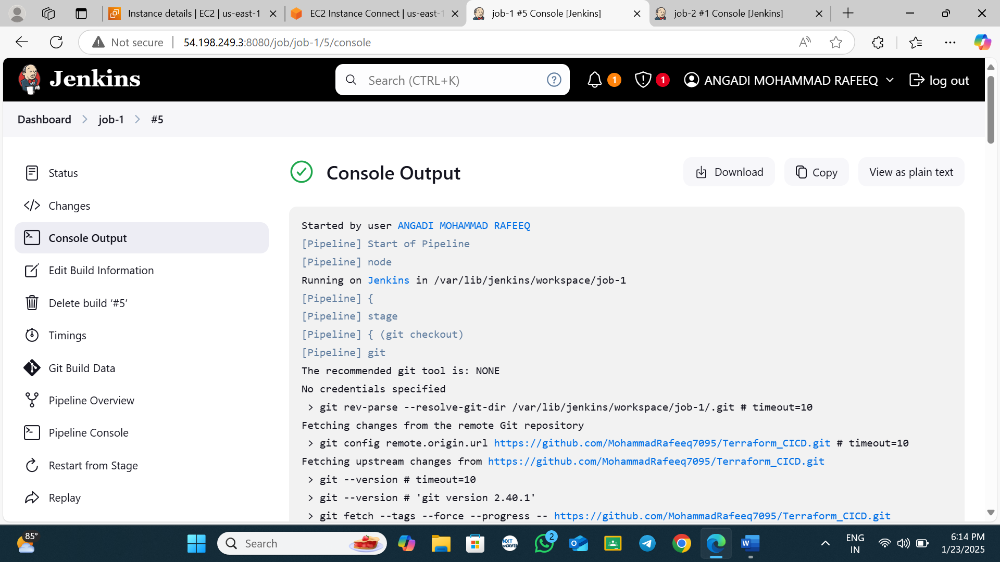 Instance details | EC2 | us-east-1
EC2 Instance Connect | us-east-1
job-1 #5 Console [Jenkins]
job-2 #1 Console [Jenkins]
Not secure
54.198.249.3:8080/job/job-1/5/console
Jenkins
Search (CTRL+K)
1
1
ANGADI MOHAMMAD RAFEEQ
log out
Dashboard
job-1
#5
Status
Changes
Console Output
Edit Build Information
Delete build ‘#5’
Timings
Git Build Data
Pipeline Overview
Pipeline Console
Restart from Stage
Replay
Console Output
Download
Copy
View as plain text
Started by user ANGADI MOHAMMAD RAFEEQ
[Pipeline] Start of Pipeline
[Pipeline] node
Running on Jenkins in /var/lib/jenkins/workspace/job-1
[Pipeline] {
[Pipeline] stage
[Pipeline] { (git checkout)
[Pipeline] git
The recommended git tool is: NONE
No credentials specified
> git rev-parse --resolve-git-dir /var/lib/jenkins/workspace/job-1/.git # timeout=10
Fetching changes from the remote Git repository
> git config remote.origin.url https://github.com/MohammadRafeeq7095/Terraform_CICD.git # timeout=10
Fetching upstream changes from https://github.com/MohammadRafeeq7095/Terraform_CICD.git
> git --version # timeout=10
> git --version # 'git version 2.40.1'
> git fetch --tags --force --progress -- https://github.com/MohammadRafeeq7095/Terraform_CICD.git
85°
Search
NXT
WAVE
2
ENG
IN
6:14 PM
1/23/2025